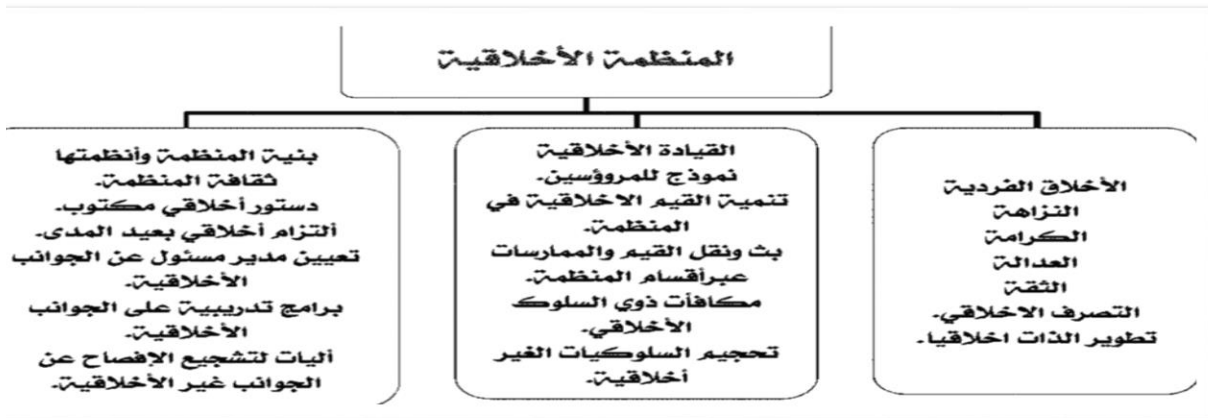 المنظمة الأخلاقية
الأخلاق الفردية
النزاهة
الكرامة
العدالة
الثقة
التصرف الاخلاقي.
تطوير الذات اخلاقيا.
القيادة الأخلاقية
نموذج للمرووسين.
تنمية القيم الاخلاقية في
المنظمة.
بث ونقل القيم والممارسات
عبرأقسام المنظمة.
مكافأت ذوي السلوك
الأخلاقي.
تحجيم السلوكيات الغير
أخلاقية.
بنية المنظمة وأنظمتها
ثقافة المنظمة.
دستور أخلاقي مكتوب.
ألتزام أخلاقي بعيد المدى.
تعيين مدير مسئول عن الجوانب
الأخلاقية.
برامج تدريبية على الجوانب
الأخلاقية.
أليات لتشجيع الإفصاح عن
الجوانب غير الأخلاقية.